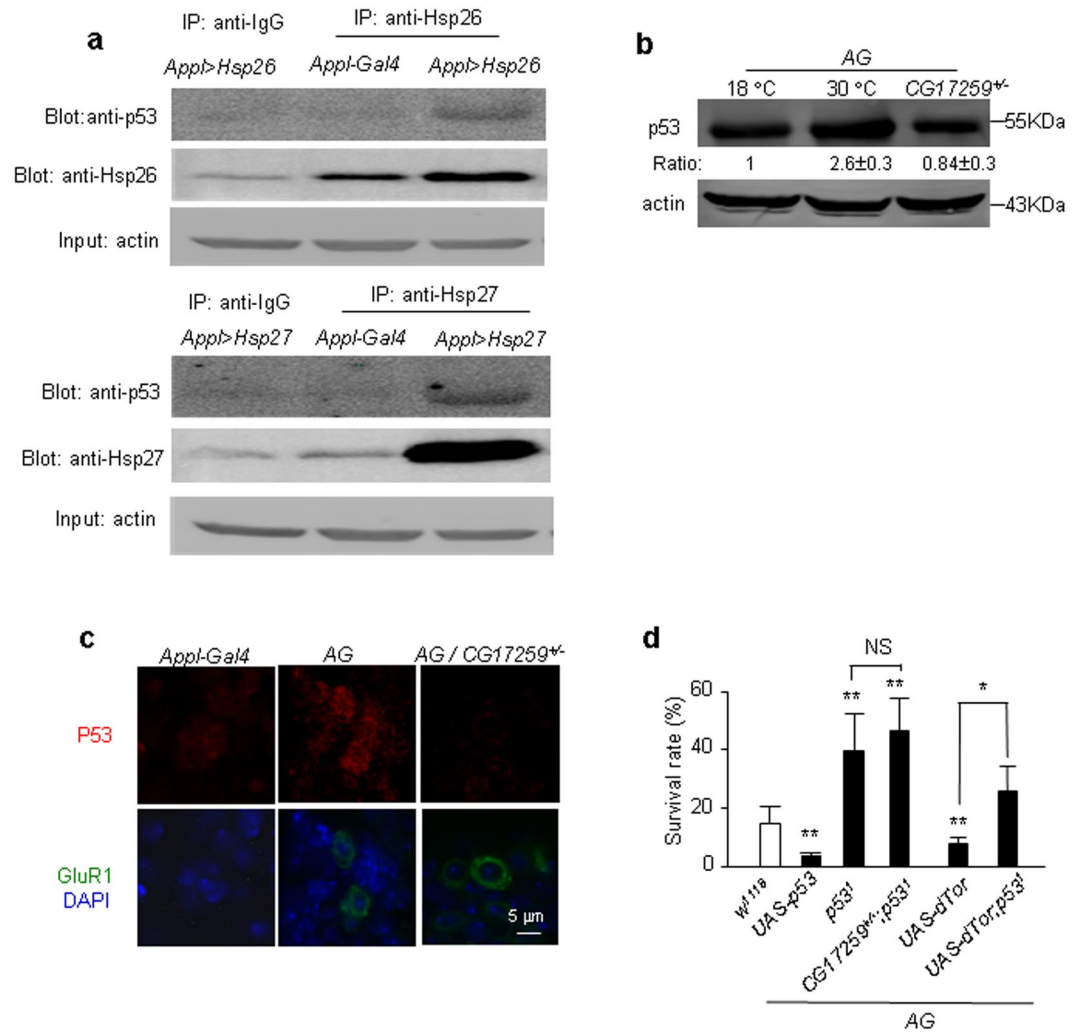 a
IP: anti-IgG
IP: anti-Hsp26
Appl>Hsp26
Appl-Gal4
Appl>Hsp26
Blot:anti-p53
Blot: anti-Hsp26
Input: actin
IP: anti-IgG
IP: anti-Hsp27
Appl>Hsp27
Appl-Gal4
Appl>Hsp27
Blot: anti-p53
Blot: anti-Hsp27
Input: actin
b
AG
18 °C
30 °C
CG17259+/-
p53
55KDa
Ratio:
1
2.6±0.3
0.84±0.3
actin
43KDa
c
Appl-Gal4
AG
AG / CG17259+/-
P53
GluR1
DAPI
5 µm
d
NS
**
**
*
**
**
Survival rate (%)
60
40
20
0
w1118
UAS-p53
p531
CG17259+/-;p531
UAS-dTor
UAS-dTor;p531
AG